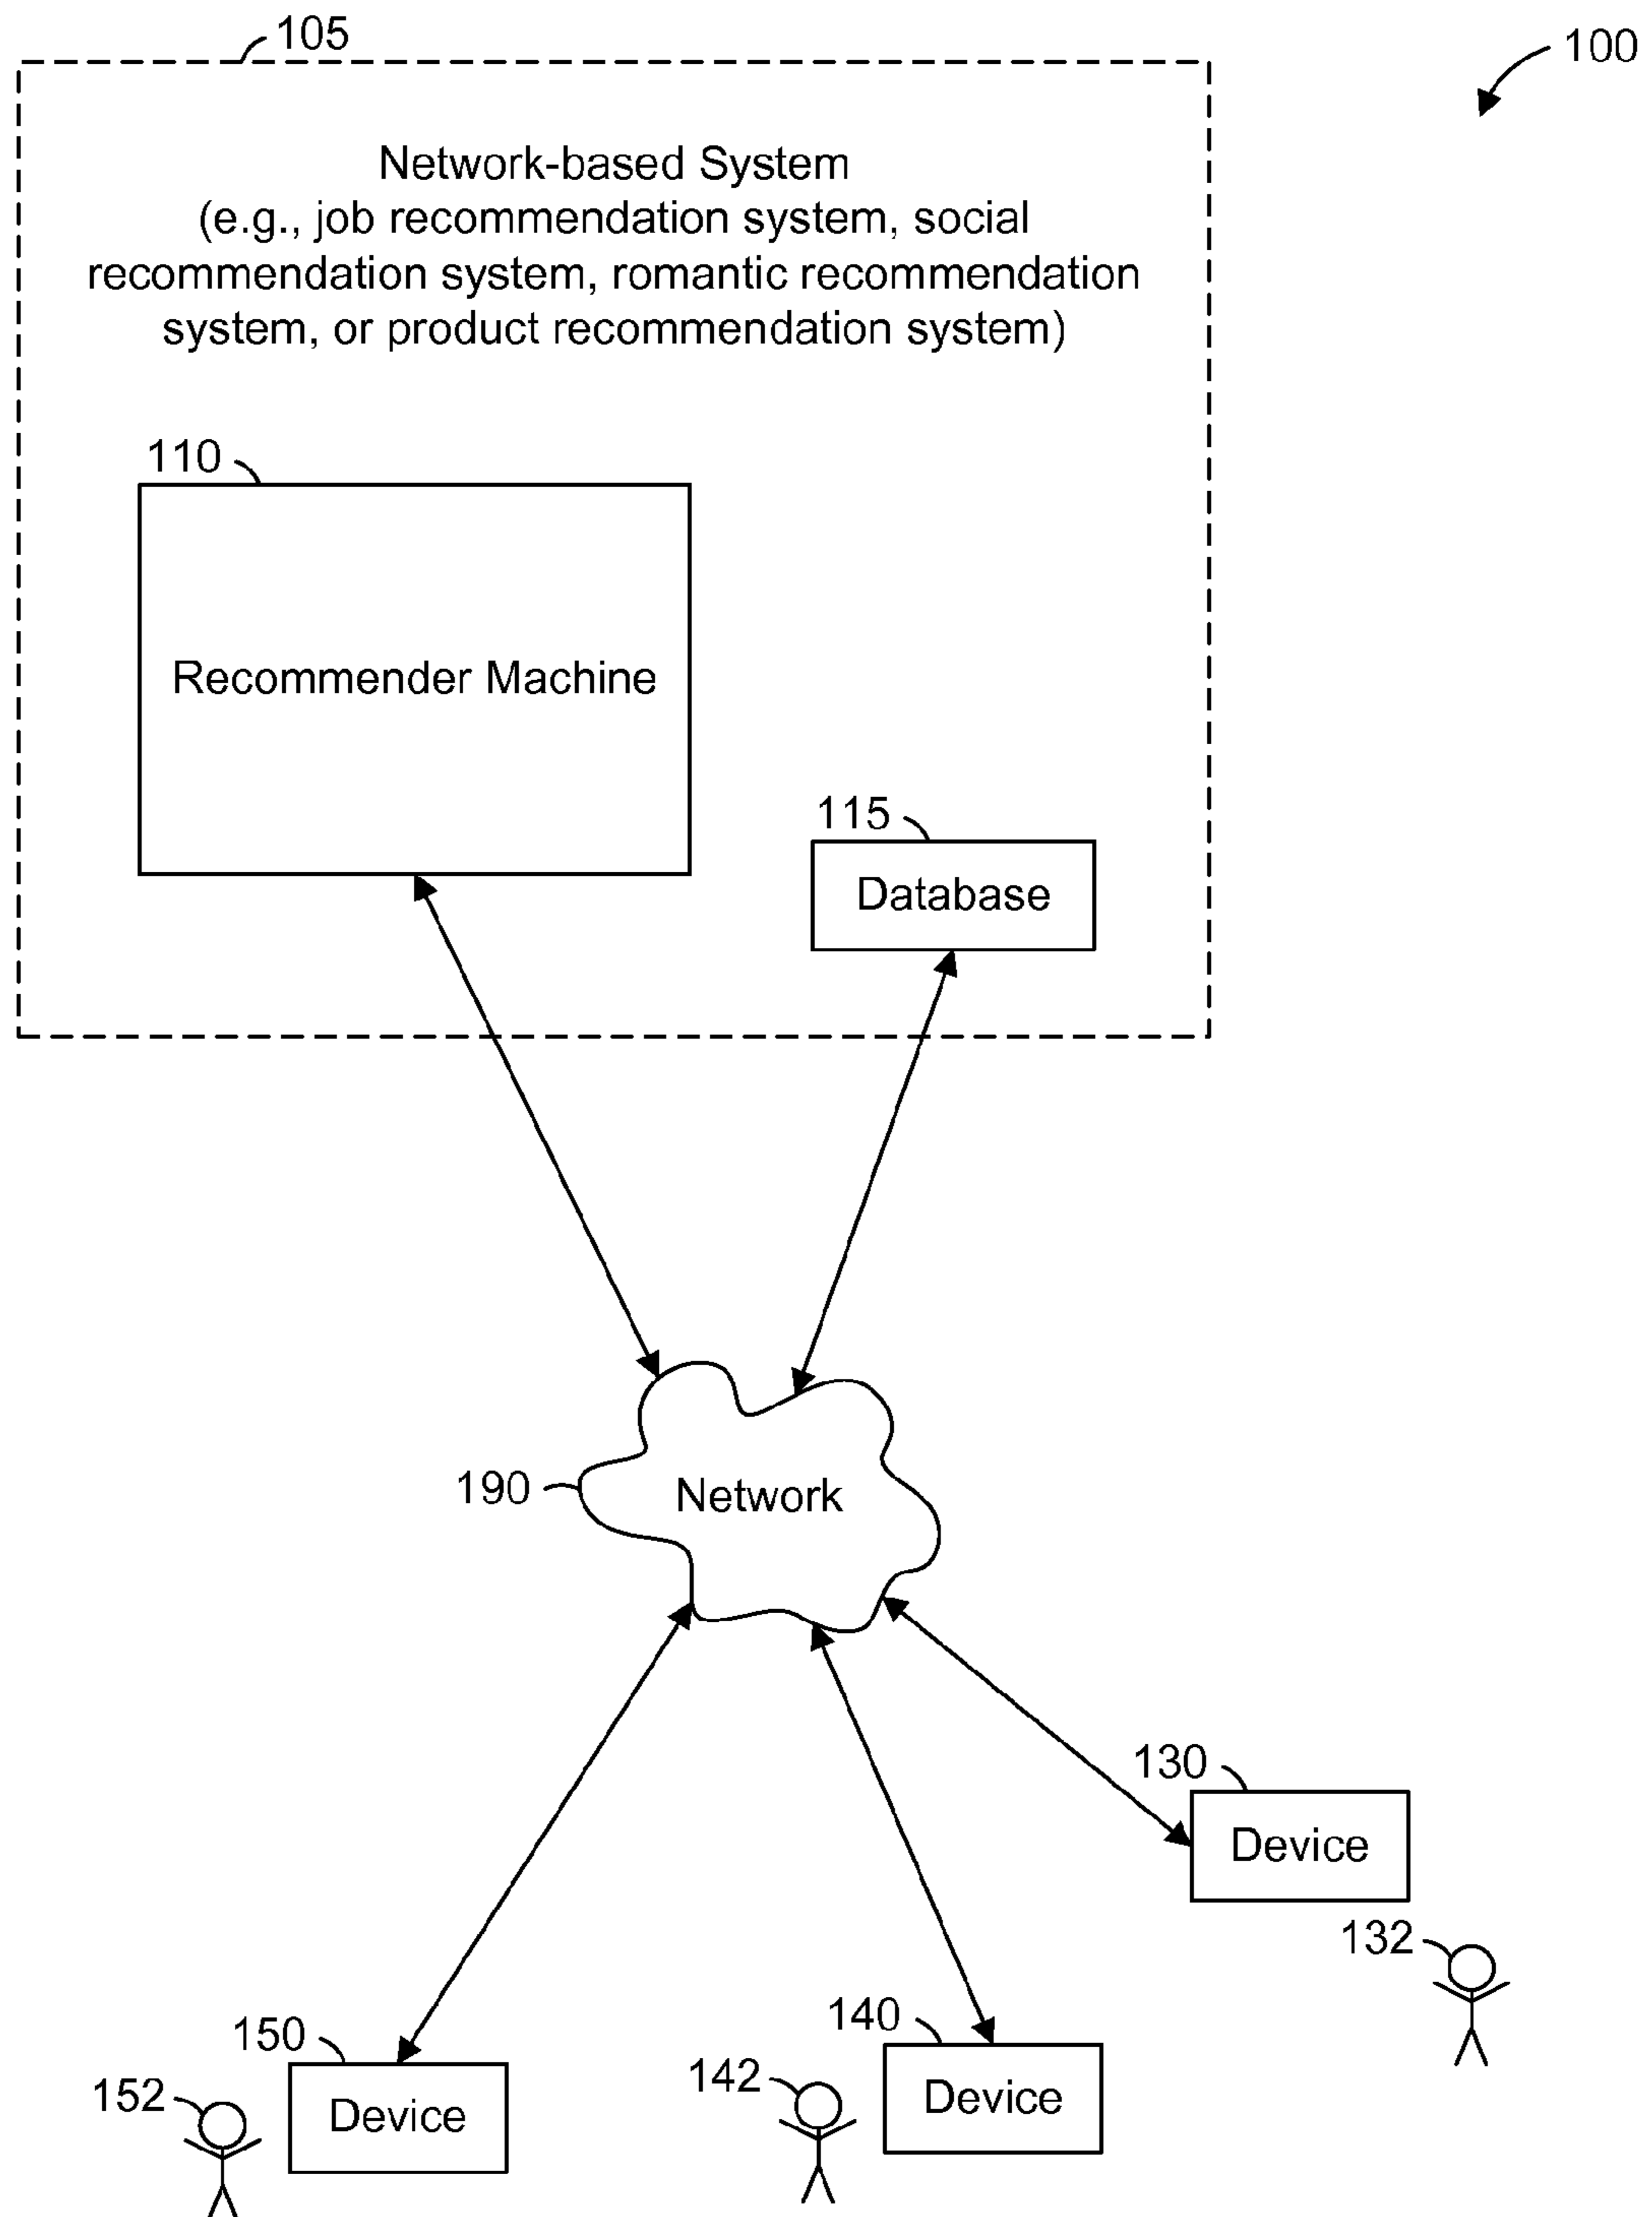 105
100
Network-based System
(e.g., job recommendation system, social
recommendation system, romantic recommendation
system, or product recommendation system)
110
Recommender Machine
115
Database
190
Network
130
Device
132
140
Device
142
150
Device
152